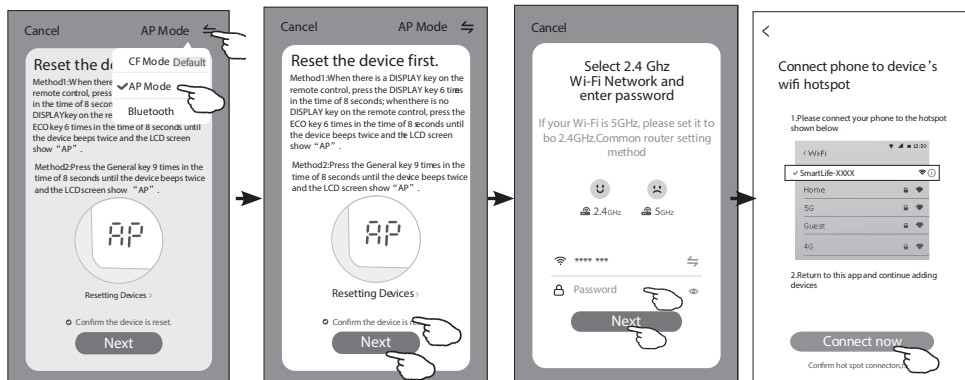 Cancel AP Mode
Reset the de
CF Mode Default
AP Mode
Bluetooth
Method1:When there
remote control, press
in the time of 8 secon
DISPLAY key on the re
ECO key 6 times in the time of 8 seconds until
the device beeps twice and the LCD screen
show “AP”.
Method2:Press the General key 9 times in the
time of 8 seconds until the device beeps twice
and the LCD screen show “AP”.
AP
Resetting Devices >
Confirm the device is reset.
Next
Cancel AP Mode
Reset the device first.
Method1:When there is a DISPLAY key on the
remote control, press the DISPLAY key 6 times
in the time of 8 seconds; when there is no
DISPLAY key on the remote control, press the
ECO key 6 times in the time of 8 seconds until
the device beeps twice and the LCD screen
show “AP”.
Method2:Press the General key 9 times in the
time of 8 seconds until the device beeps twice
and the LCD screen show “AP”.
AP
Resetting Devices >
Confirm the device is re
Next
Cancel
Select 2.4 Ghz
Wi-Fi Network and
enter password
If your Wi-Fi is 5GHz, please set it to
bo 2.4GHz.Common router setting
method
2.4GHz 5GHz
**** ***
Password
Next
<
Connect phone to device’s
wifi hotspot
1.Please connect your phone to the hotspot
shown below
12:30
< Wi-Fi
SmartLife-XXXX
Home
5G
Guest
4G
2.Return to this app and continue adding
devices
Connect now
Confirm hot spot connecton,